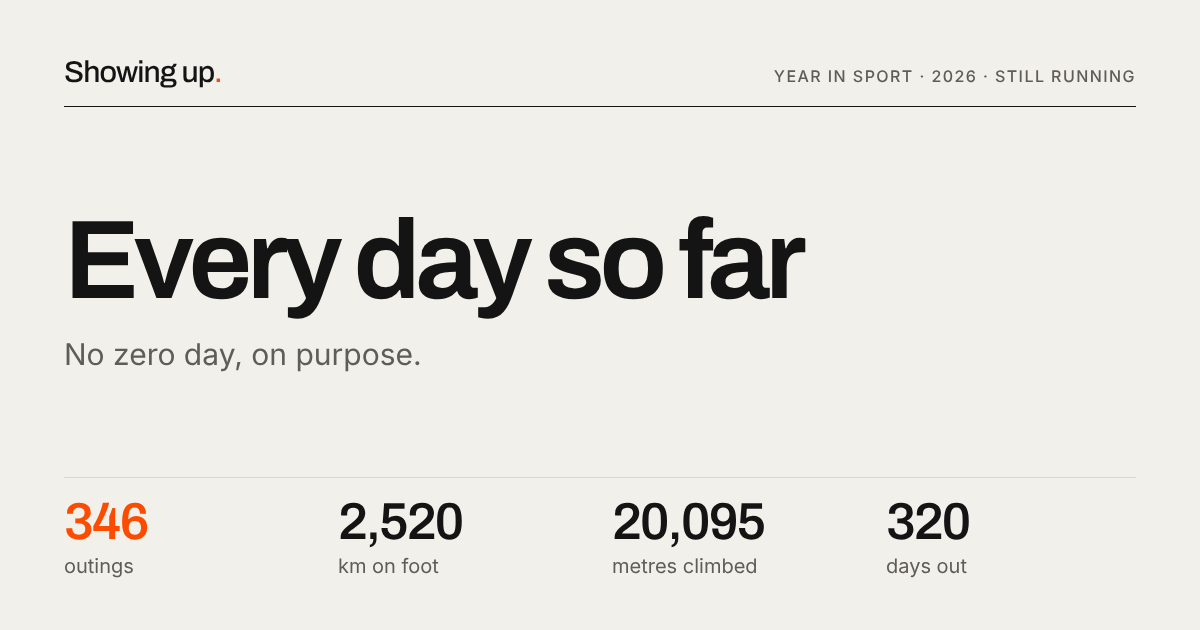 Showing up.
YEAR IN SPORT · 2026 · STILL RUNNING
Every day so far
No zero day, on purpose.
346
outings
2,520
km on foot
20,095
metres climbed
320
days out